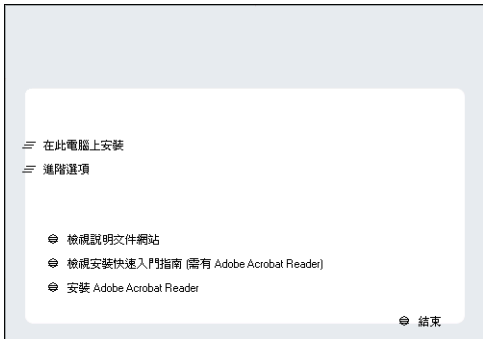 在此電腦上安裝
進階選項
檢視說明文件網站
檢視安裝快速入門指南 (需有 Adobe Acrobat Reader)
安裝 Adobe Acrobat Reader
結束